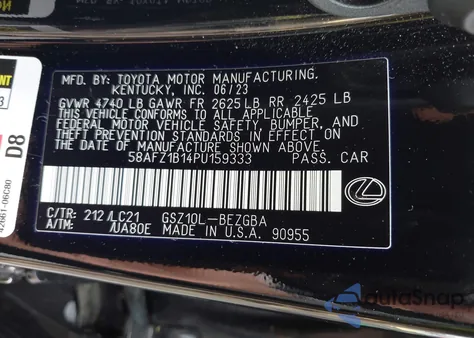 MFD BY: TOYOTA MOTOR MANUFACTURING,
KENTUCKY, INC. 06/23
GVWR 4740 LB GAWR FR 2625 LB RR 2425 LB
THIS VEHICLE CONFORMS TO ALL APPLICABLE
FEDERAL MOTOR VEHICLE SAFETY, BUMPER, AND
THEFT PREVENTION STANDARDS IN EFFECT ON
THE DATE OF MANUFACTURE SHOWN ABOVE.
58AFZ1B14PU159333 PASS. CAR
C/TR: 212/LC21 GSZ10L-BEZGBA
A/TM: /UA80E MADE IN U.S.A. 90955
D8
42661-06C80
autoSnap